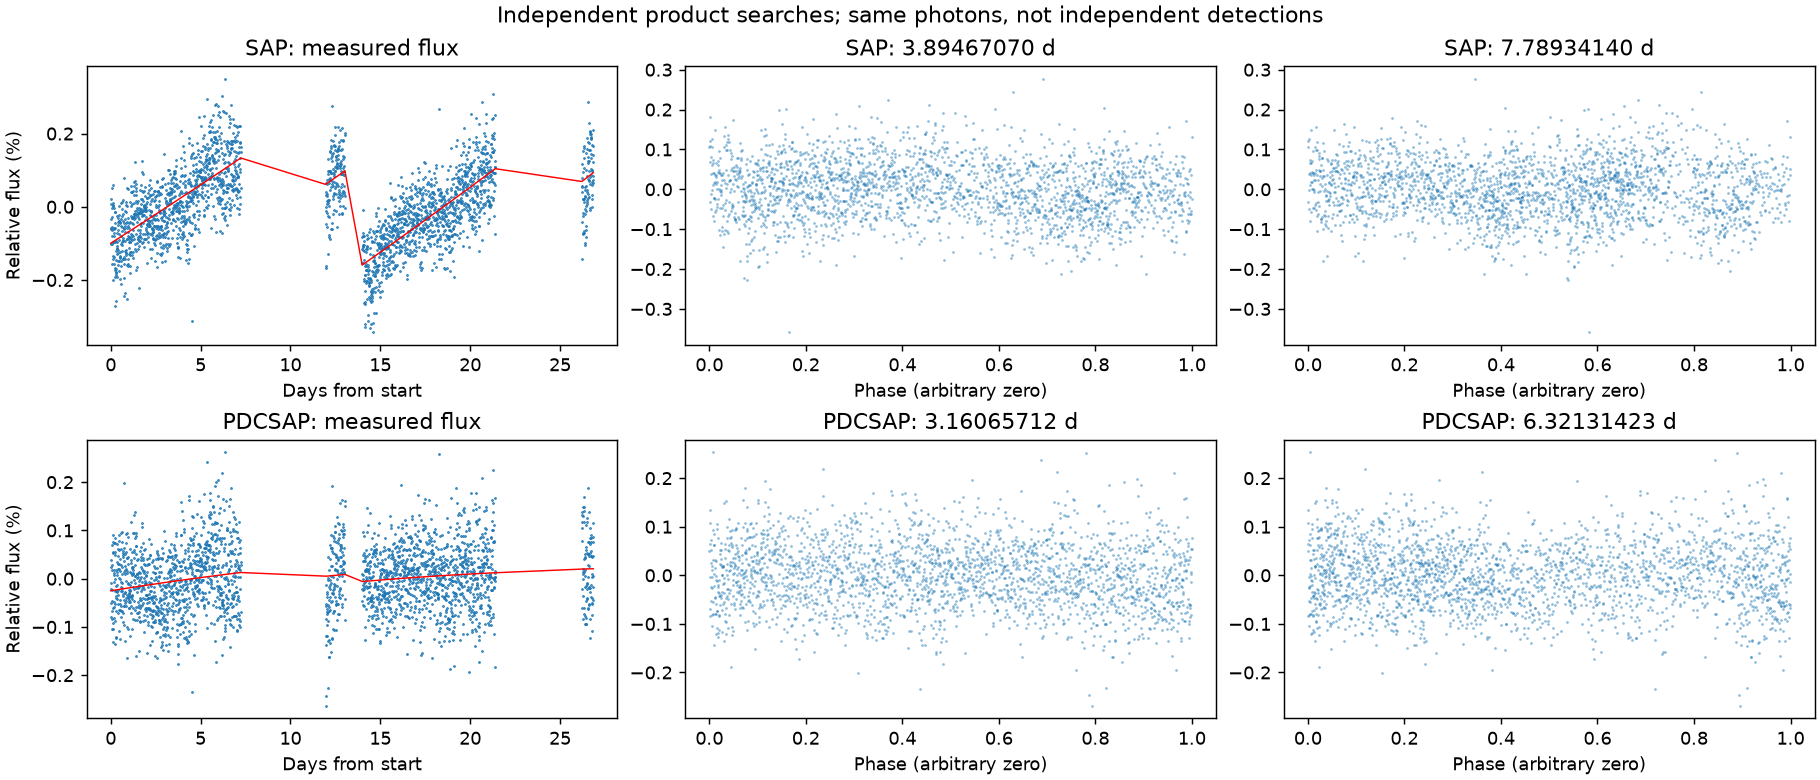 Independent product searches; same photons, not independent detections
SAP: measured flux
SAP: 3.89467070 d
SAP: 7.78934140 d
Relative flux (%)
0.2
0.0
−0.2
0 5 10 15 20 25
Days from start
0.3
0.2
0.1
0.0
−0.1
−0.2
−0.3
0.0 0.2 0.4 0.6 0.8 1.0
Phase (arbitrary zero)
0.3
0.2
0.1
0.0
−0.1
−0.2
−0.3
0.0 0.2 0.4 0.6 0.8 1.0
Phase (arbitrary zero)
PDCSAP: measured flux
PDCSAP: 3.16065712 d
PDCSAP: 6.32131423 d
Relative flux (%)
0.2
0.1
0.0
−0.1
−0.2
0 5 10 15 20 25
Days from start
0.2
0.1
0.0
−0.1
−0.2
0.0 0.2 0.4 0.6 0.8 1.0
Phase (arbitrary zero)
0.2
0.1
0.0
−0.1
−0.2
0.0 0.2 0.4 0.6 0.8 1.0
Phase (arbitrary zero)